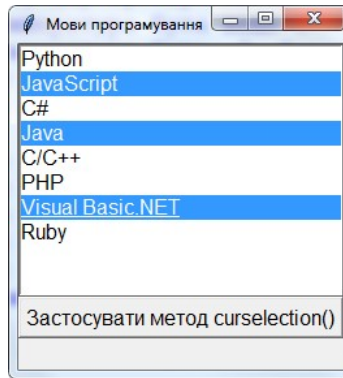 Мови програмування
Python
JavaScript
C#
Java
C/C++
PHP
Visual Basic.NET
Ruby
Застосувати метод curselection()